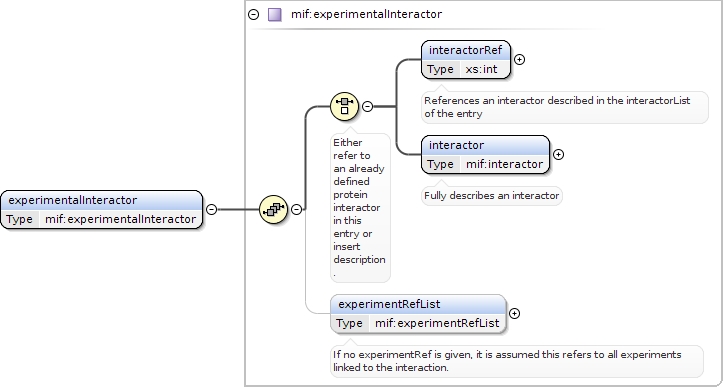 mif:experimentalInteractor
interactorRef
Type xs:int
References an interactor described in the interactorList
of the entry
Either
refer to
an already
defined
protein
interactor
in this
entry or
insert
description
.
interactor
Type mif:interactor
Fully describes an interactor
experimentalInteractor
Type mif:experimentalInteractor
experimentRefList
Type mif:experimentRefList
If no experimentRef is given, it is assumed this refers to all experiments
linked to the interaction.